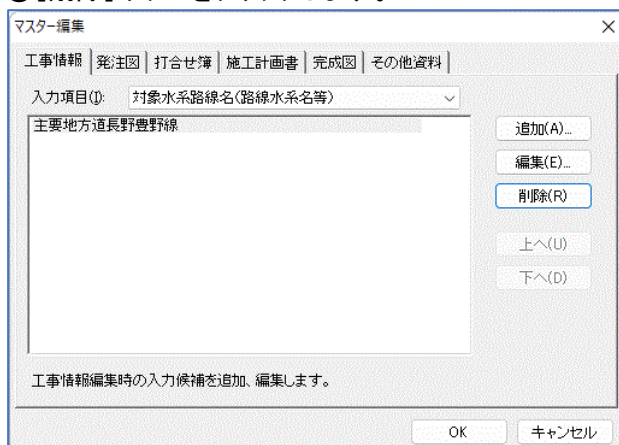 マスター編集
工事情報 発注図 打合せ簿 施工計画書 完成図 その他資料
入力項目(I): 対象水系路線名(路線水系名等)
主要地方道長野豊野線
追加(A)...
編集(E)...
削除(R)
上へ(U)
下へ(D)
工事情報編集時の入力候補を追加、編集します。
OK キャンセル